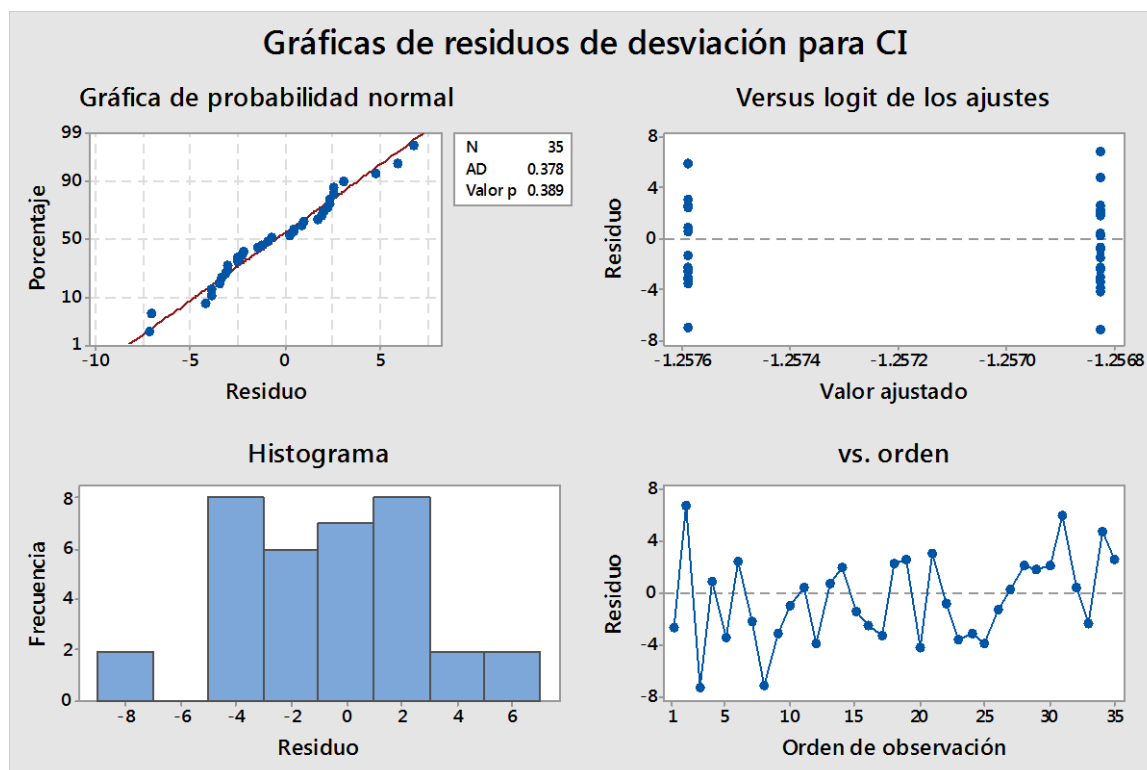 Gráficas de residuos de desviación para CI
Gráfica de probabilidad normal
99
90
50
10
1
Porcentaje
-10 -5 0 5
Residuo
N 35
AD 0.378
Valor p 0.389
Versus logit de los ajustes
8
4
0
-4
-8
Residuo
-1.2576 -1.2574 -1.2572 -1.2570 -1.2568
Valor ajustado
Histograma
8
6
4
2
0
Frecuencia
-8 -6 -4 -2 0 2 4 6
Residuo
vs. orden
8
4
0
-4
-8
Residuo
1 5 10 15 20 25 30 35
Orden de observación